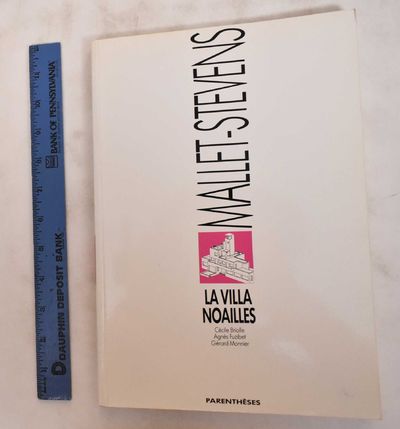 BANK OF PENNSYLVANIA
DAUPHIN DEPOSIT BANK
MALLET-STEVENS
LA VILLA
NOAILLES
Cécile Briolle
Agnès Fuzibet
Gérard Monnier
PARENTHÈSES